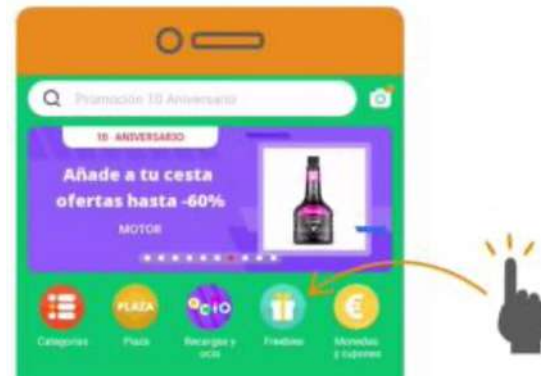 Promoción 10 Aniversario
10 ANIVERSARIO
Añade a tu cesta
ofertas hasta -60%
MOTOR
PLAZA
ocio
€
Categorías
Plaza
Recargas y
ocio
Freebies
Monedas
y cupones